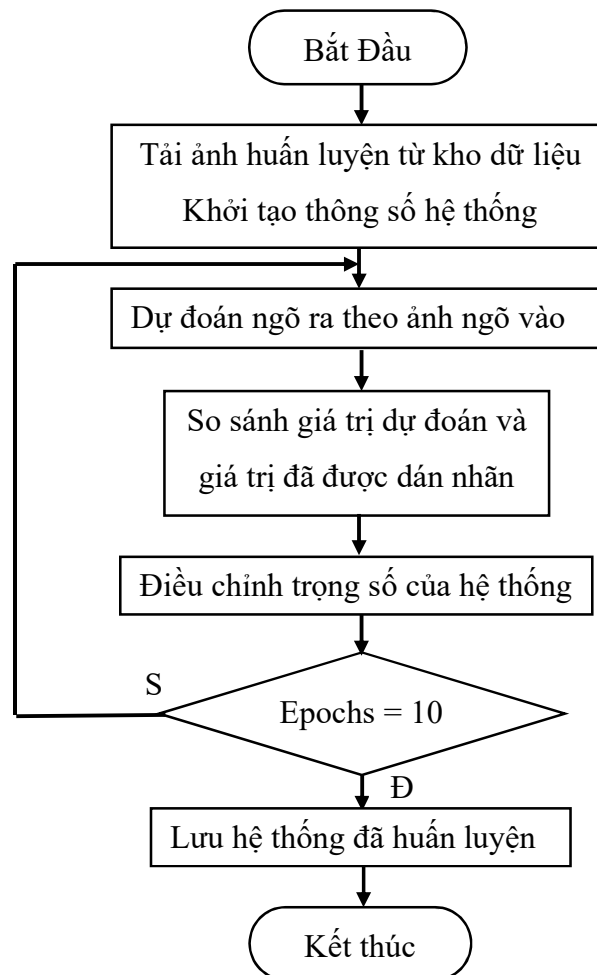 Bắt Đầu
Tải ảnh huấn luyện từ kho dữ liệu
Khởi tạo thông số hệ thống
Dự đoán ngõ ra theo ảnh ngõ vào
So sánh giá trị dự đoán và
giá trị đã được dán nhãn
Điều chỉnh trọng số của hệ thống
S
Epochs = 10
Đ
Lưu hệ thống đã huấn luyện
Kết thúc